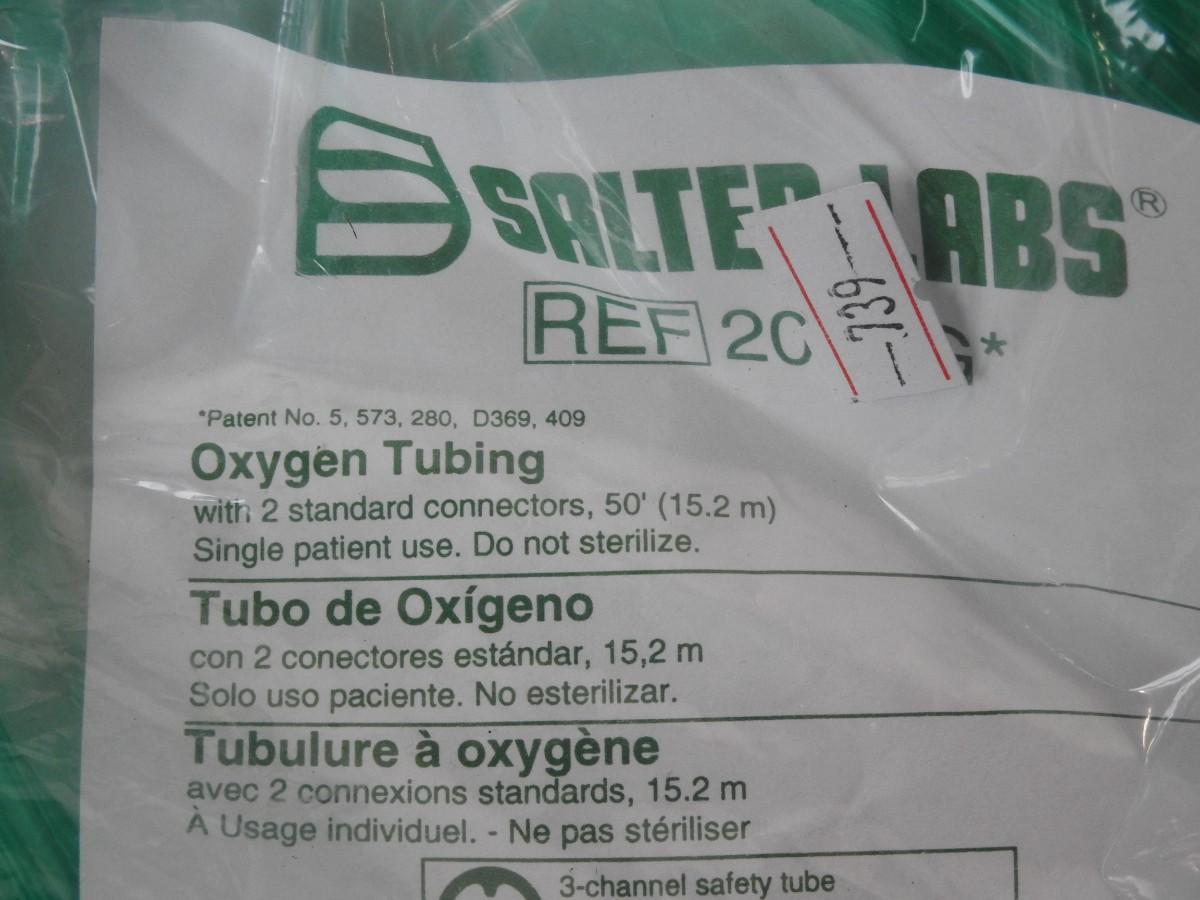 SALTER LABS®
REF 20 G*
739
*Patent No. 5, 573, 280, D369, 409
Oxygen Tubing
with 2 standard connectors, 50' (15.2 m)
Single patient use. Do not sterilize.
Tubo de Oxígeno
con 2 conectores estándar, 15,2 m
Solo uso paciente. No esterilizar.
Tubulure à oxygène
avec 2 connexions standards, 15.2 m
À Usage individuel. - Ne pas stériliser
3-channel safety tube